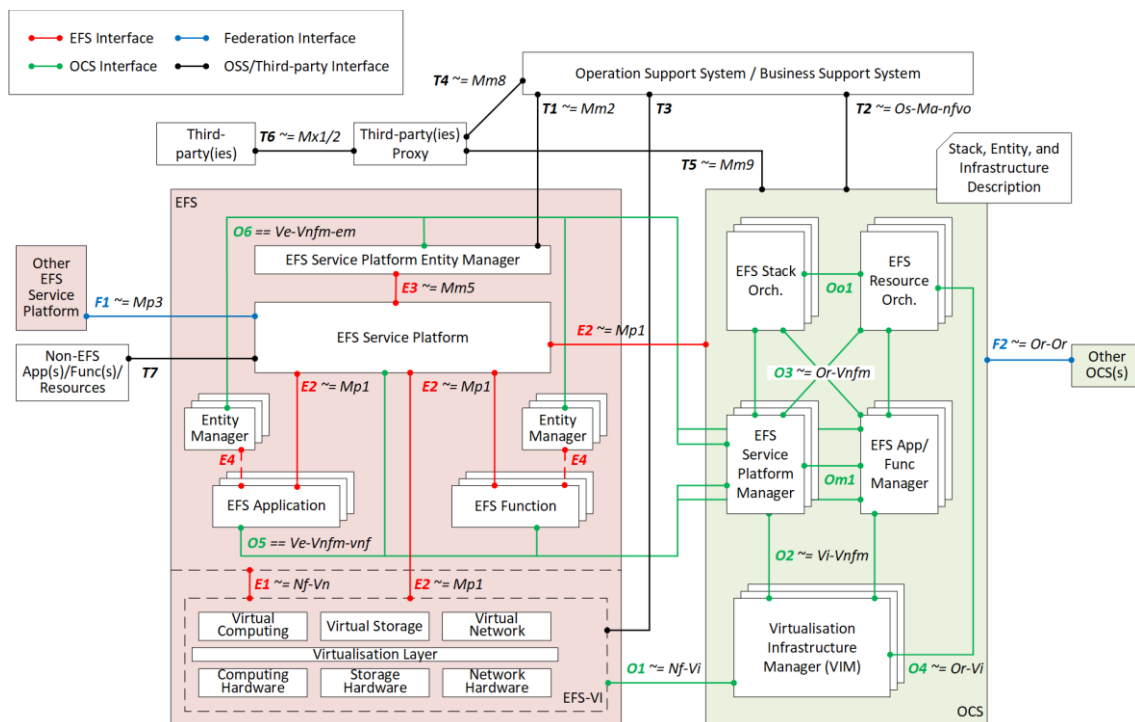 EFS Interface
Federation Interface
OCS Interface
OSS/Third-party Interface
Operation Support System / Business Support System
T4 ~= Mm8
T1 ~= Mm2
T3
T2 ~= Os-Ma-nfvo
Third-
party(ies)
T6 ~= Mx1/2
Third-party(ies)
Proxy
T5 ~= Mm9
Stack, Entity, and
Infrastructure
Description
EFS
O6 == Ve-Vnfm-em
EFS Service Platform Entity Manager
E3 ~= Mm5
Other
EFS
Service
Platform
F1 ~= Mp3
EFS Service Platform
E2 ~= Mp1
Non-EFS
App(s)/Func(s)/
Resources
T7
E2 ~= Mp1
E2 ~= Mp1
Entity
Manager
Entity
Manager
E4
E4
EFS Application
EFS Function
O5 == Ve-Vnfm-vnf
E1 ~= Nf-Vn
E2 ~= Mp1
Virtual
Computing
Virtual Storage
Virtual
Network
Virtualisation Layer
Computing
Hardware
Storage
Hardware
Network
Hardware
EFS-VI
O1 ~= Nf-Vi
EFS Stack
Orch.
Oo1
EFS
Resource
Orch.
O3 ~= Or-Vnfm
F2 ~= Or-Or
Other
OCS(s)
EFS
Service
Platform
Manager
Om1
EFS App/
Func
Manager
O2 ~= Vi-Vnfm
Virtualisation
Infrastructure
Manager (VIM)
O4 ~= Or-Vi
OCS